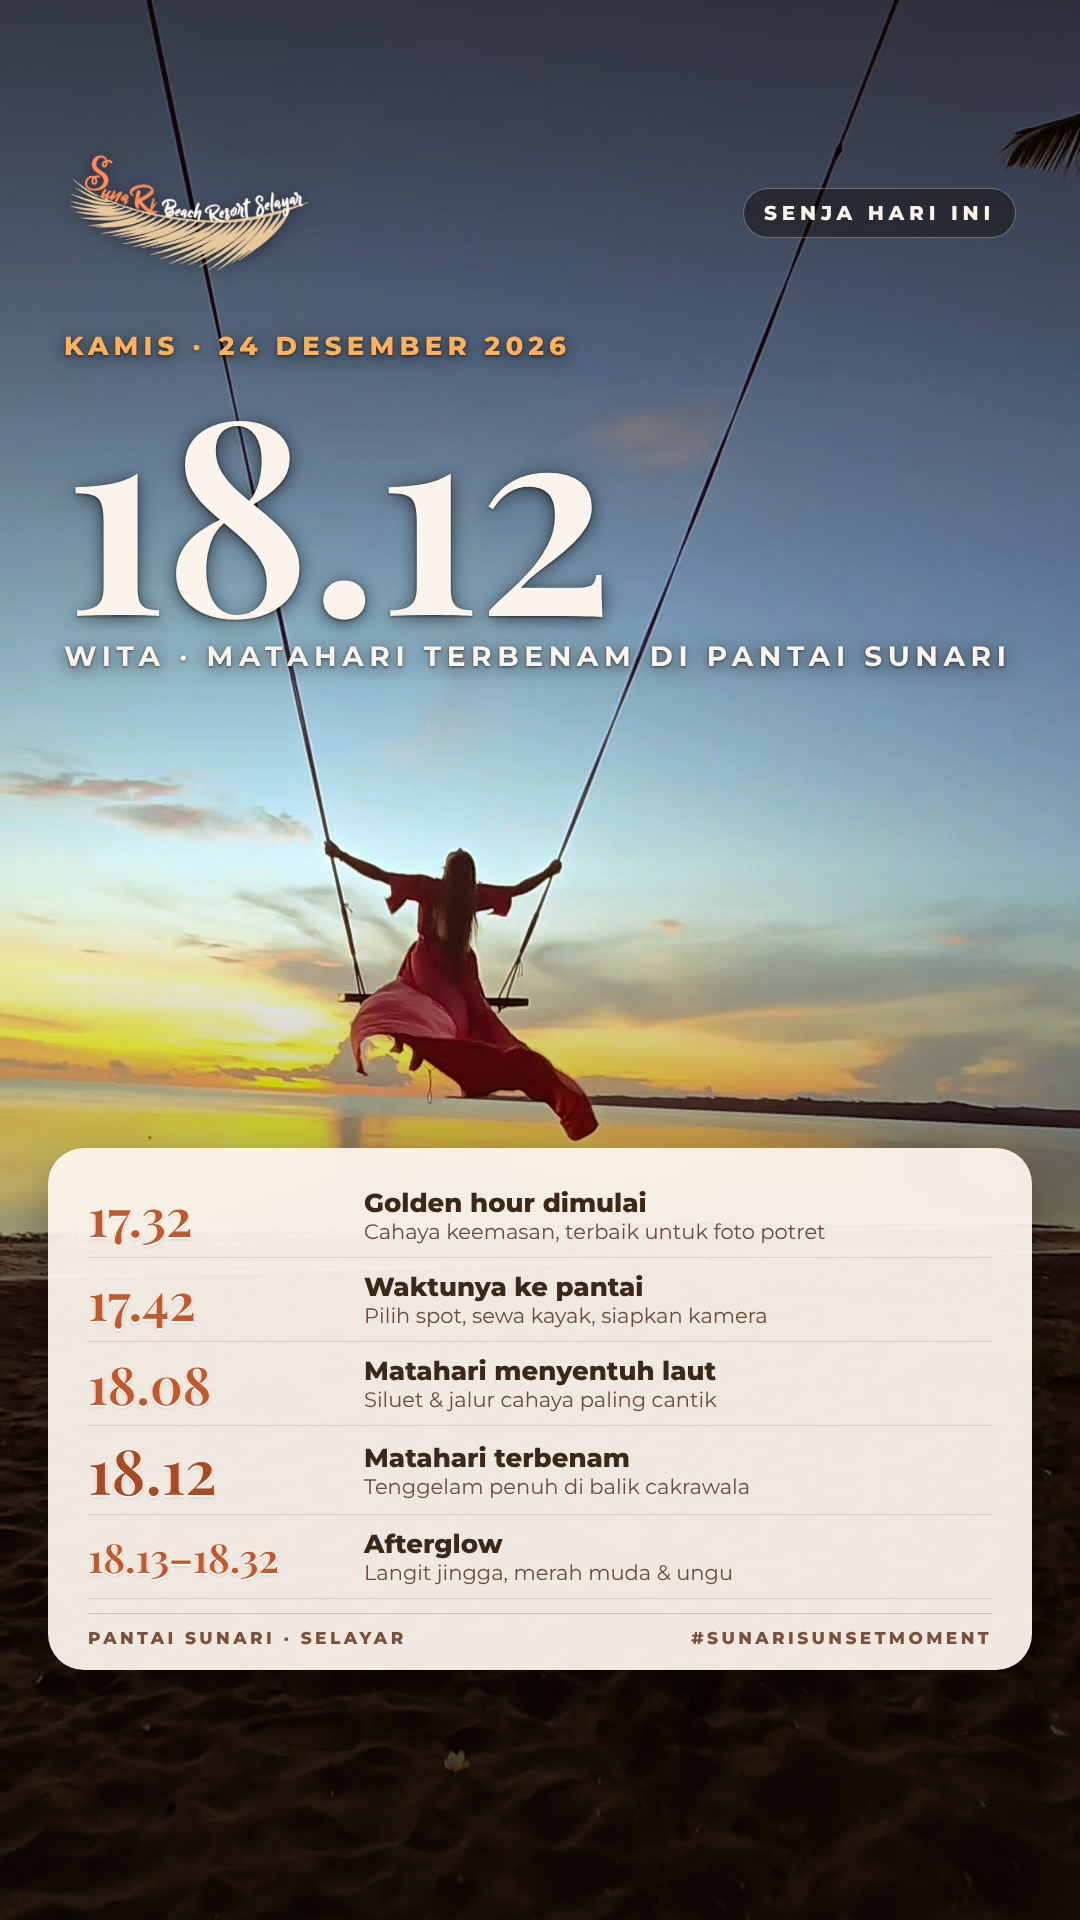 SunaRi Beach Resort Selayar
SENJA HARI INI
KAMIS · 24 DESEMBER 2026
18.12
WITA · MATAHARI TERBENAM DI PANTAI SUNARI
17.32
Golden hour dimulai
Cahaya keemasan, terbaik untuk foto potret
17.42
Waktunya ke pantai
Pilih spot, sewa kayak, siapkan kamera
18.08
Matahari menyentuh laut
Siluet & jalur cahaya paling cantik
18.12
Matahari terbenam
Tenggelam penuh di balik cakrawala
18.13–18.32
Afterglow
Langit jingga, merah muda & ungu
PANTAI SUNARI · SELAYAR
#SUNARISUNSETMOMENT